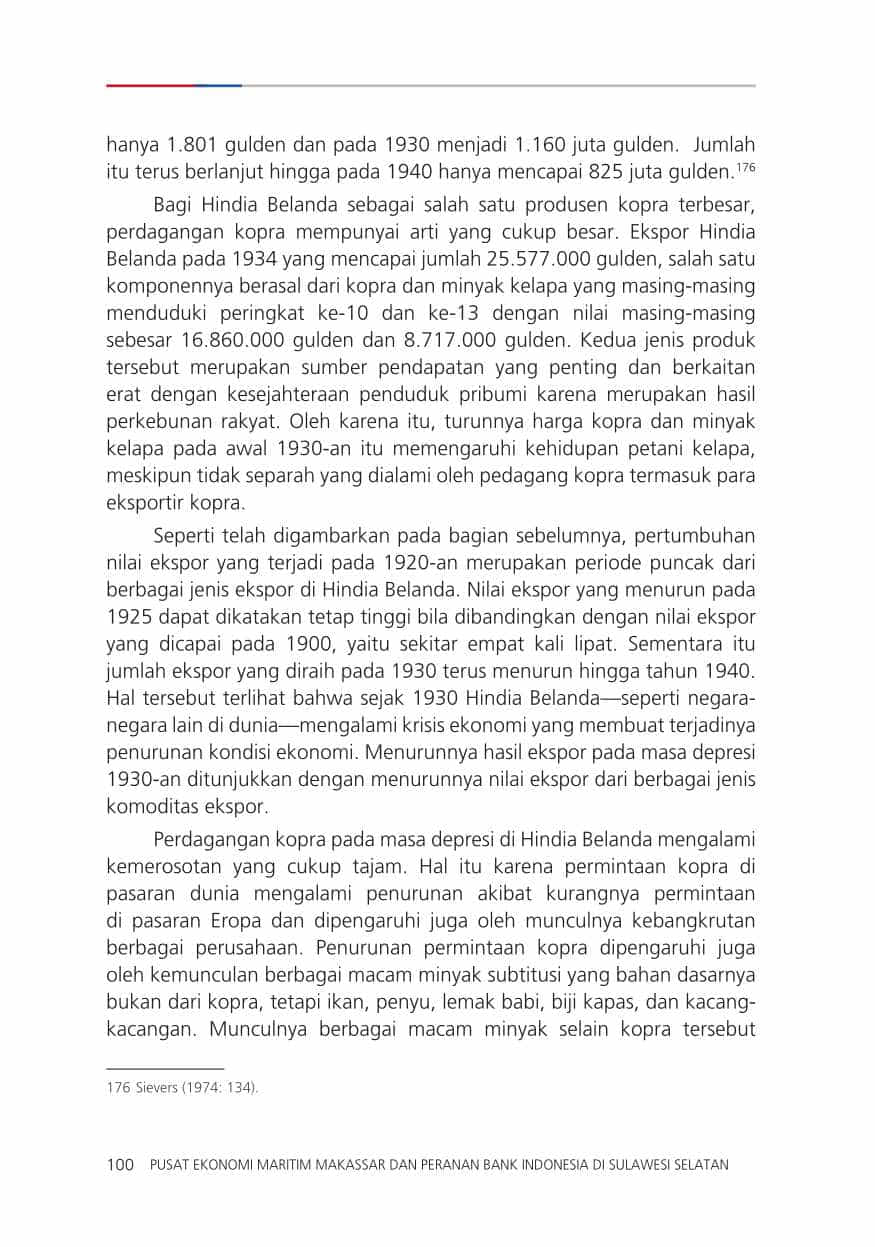 hanya 1.801 gulden dan pada 1930 menjadi 1.160 juta gulden.  Jumlah
itu terus berlanjut hingga pada 1940 hanya mencapai 825 juta gulden.176
Bagi Hindia Belanda sebagai salah satu produsen kopra terbesar,
perdagangan kopra mempunyai arti yang cukup besar. Ekspor Hindia
Belanda pada 1934 yang mencapai jumlah 25.577.000 gulden, salah satu
komponennya berasal dari kopra dan minyak kelapa yang masing-masing
menduduki peringkat ke-10 dan ke-13 dengan nilai masing-masing
sebesar 16.860.000 gulden dan 8.717.000 gulden. Kedua jenis produk
tersebut merupakan sumber pendapatan yang penting dan berkaitan
erat dengan kesejahteraan penduduk pribumi karena merupakan hasil
perkebunan rakyat. Oleh karena itu, turunnya harga kopra dan minyak
kelapa pada awal 1930-an itu memengaruhi kehidupan petani kelapa,
meskipun tidak separah yang dialami oleh pedagang kopra termasuk para
eksportir kopra.
Seperti telah digambarkan pada bagian sebelumnya, pertumbuhan
nilai ekspor yang terjadi pada 1920-an merupakan periode puncak dari
berbagai jenis ekspor di Hindia Belanda. Nilai ekspor yang menurun pada
1925 dapat dikatakan tetap tinggi bila dibandingkan dengan nilai ekspor
yang dicapai pada 1900, yaitu sekitar empat kali lipat. Sementara itu
jumlah ekspor yang diraih pada 1930 terus menurun hingga tahun 1940.
Hal tersebut terlihat bahwa sejak 1930 Hindia Belanda—seperti negara-
negara lain di dunia—mengalami krisis ekonomi yang membuat terjadinya
penurunan kondisi ekonomi. Menurunnya hasil ekspor pada masa depresi
1930-an ditunjukkan dengan menurunnya nilai ekspor dari berbagai jenis
komoditas ekspor.
Perdagangan kopra pada masa depresi di Hindia Belanda mengalami
kemerosotan yang cukup tajam. Hal itu karena permintaan kopra di
pasaran dunia mengalami penurunan akibat kurangnya permintaan
di pasaran Eropa dan dipengaruhi juga oleh munculnya kebangkrutan
berbagai perusahaan. Penurunan permintaan kopra dipengaruhi juga
oleh kemunculan berbagai macam minyak subtitusi yang bahan dasarnya
bukan dari kopra, tetapi ikan, penyu, lemak babi, biji kapas, dan kacang-
kacangan. Munculnya berbagai macam minyak selain kopra tersebut
176 Sievers (1974: 134).
100 PUSAT EKONOMI MARITIM MAKASSAR DAN PERANAN BANK INDONESIA DI SULAWESI SELATAN